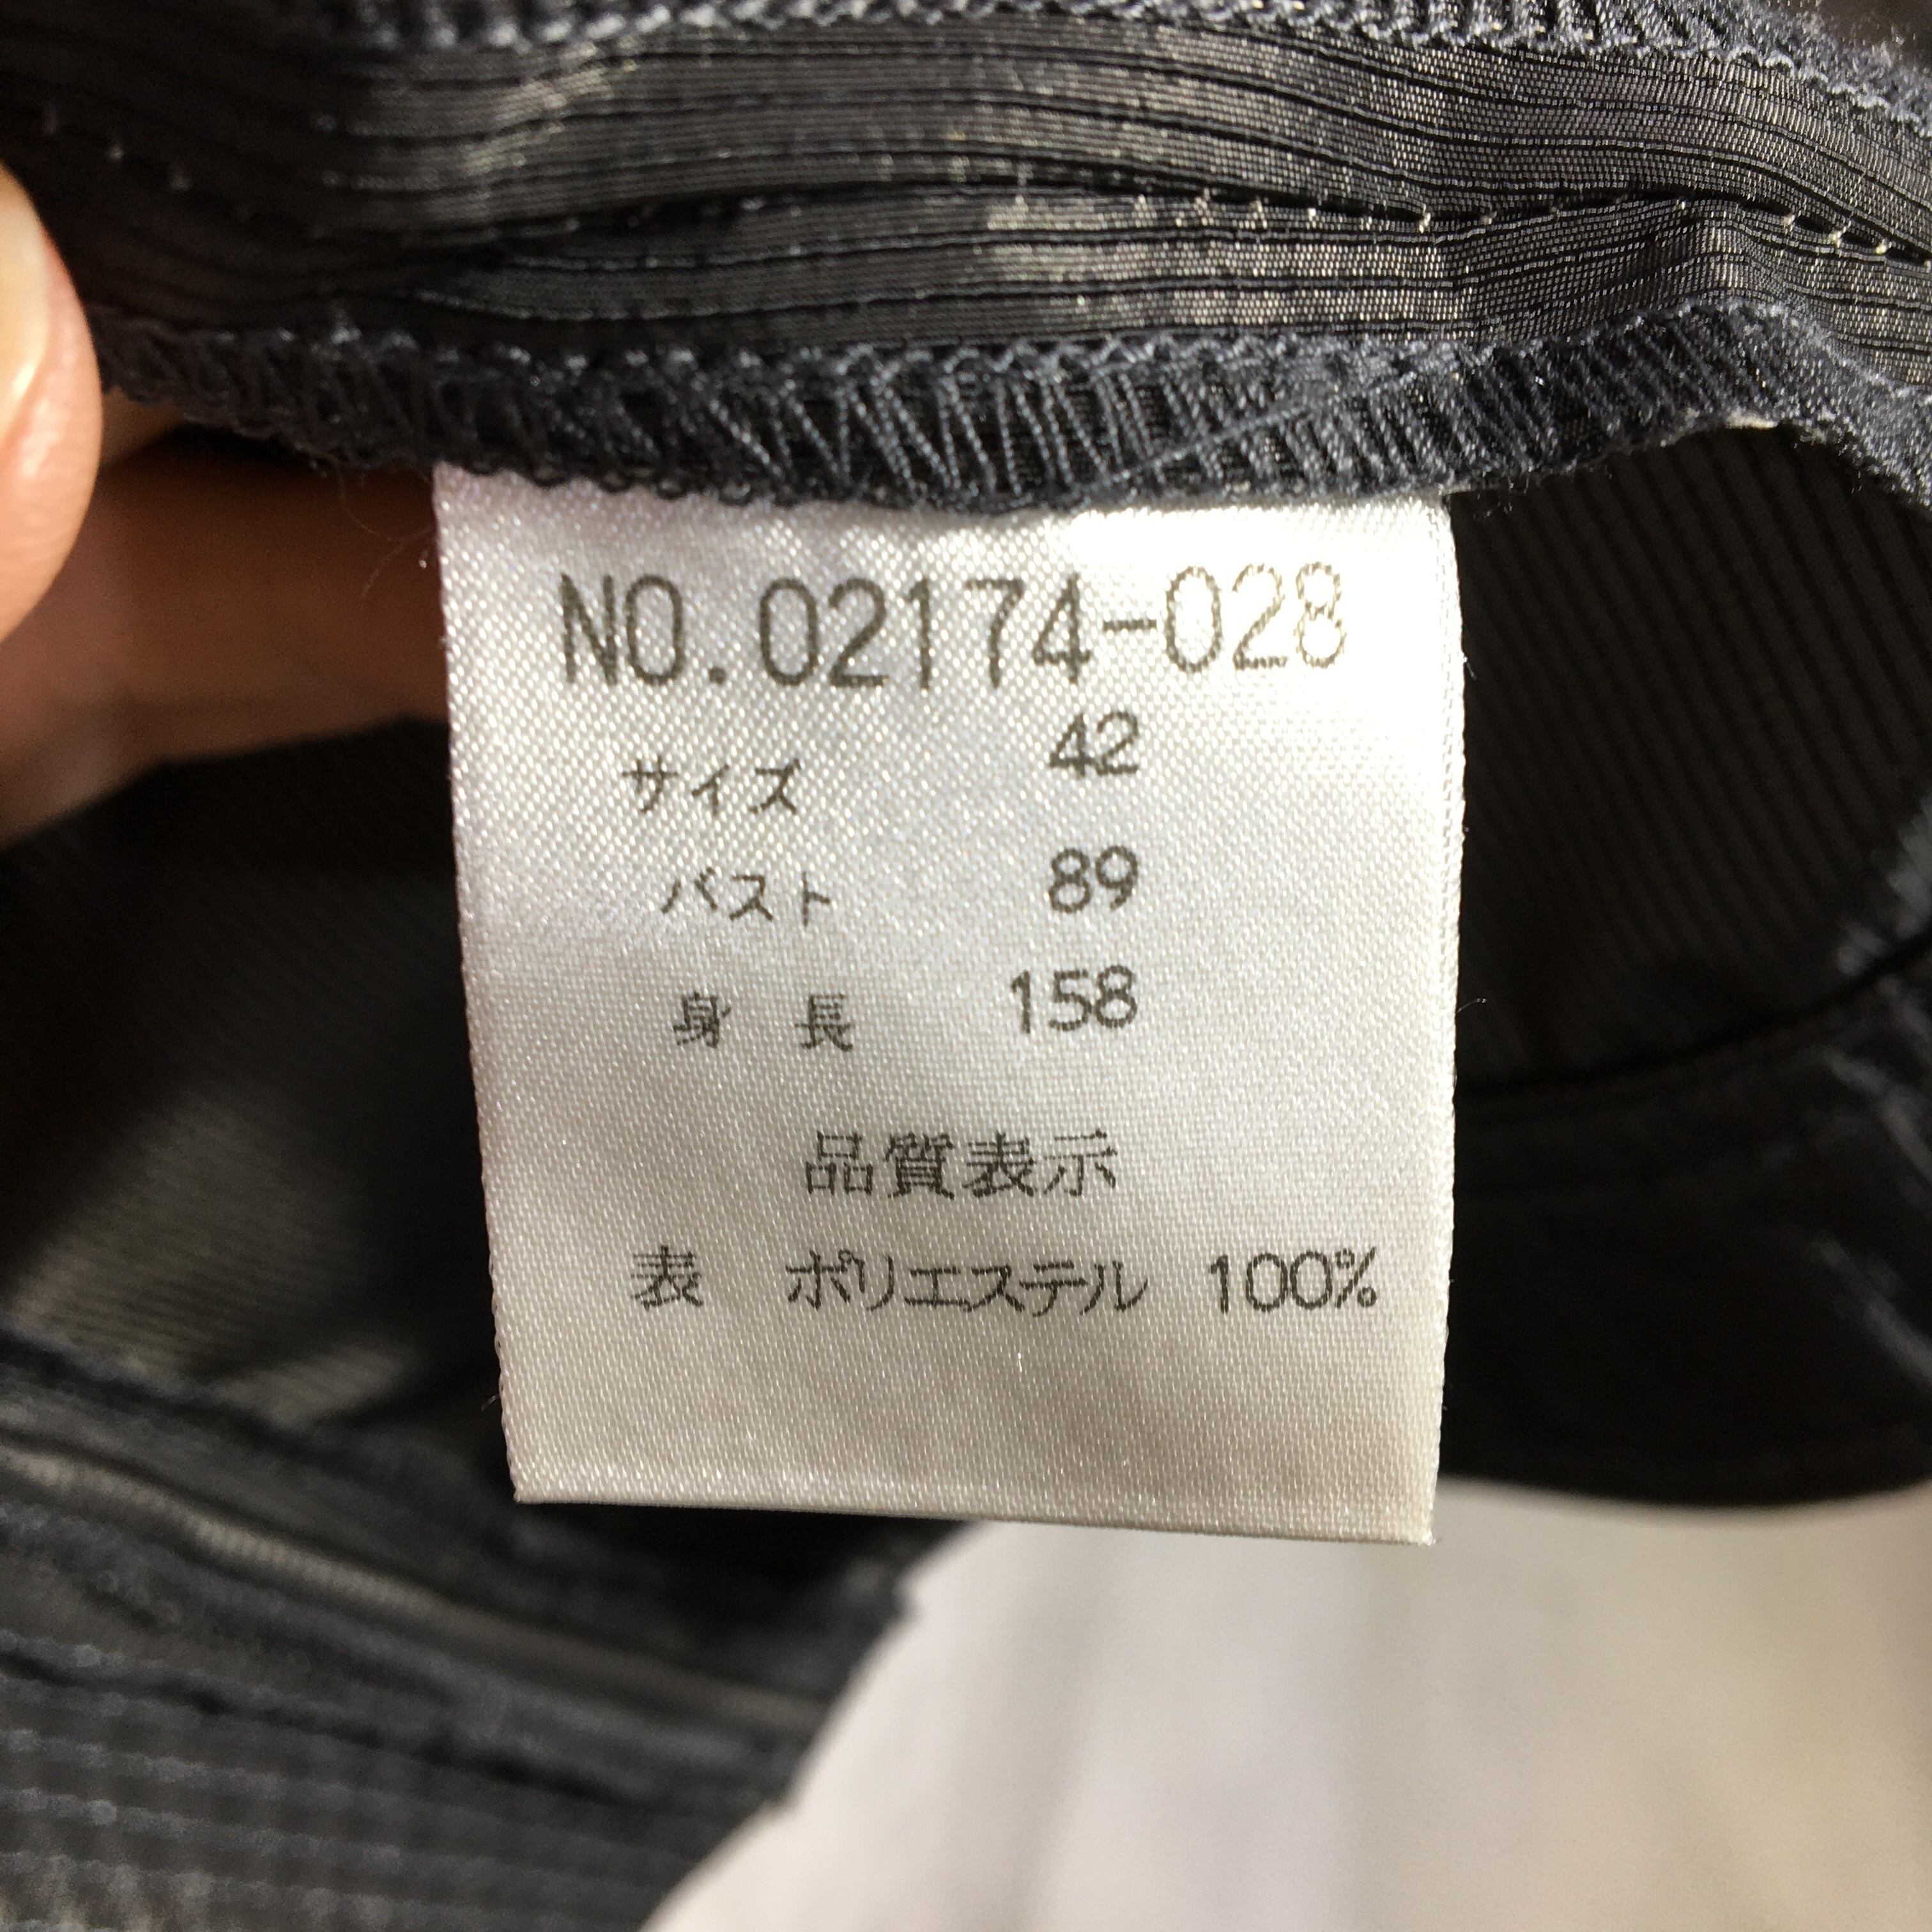 NO.02174-028
サイズ 42
バスト 89
身長 158
品質表示
表 ポリエステル 100%